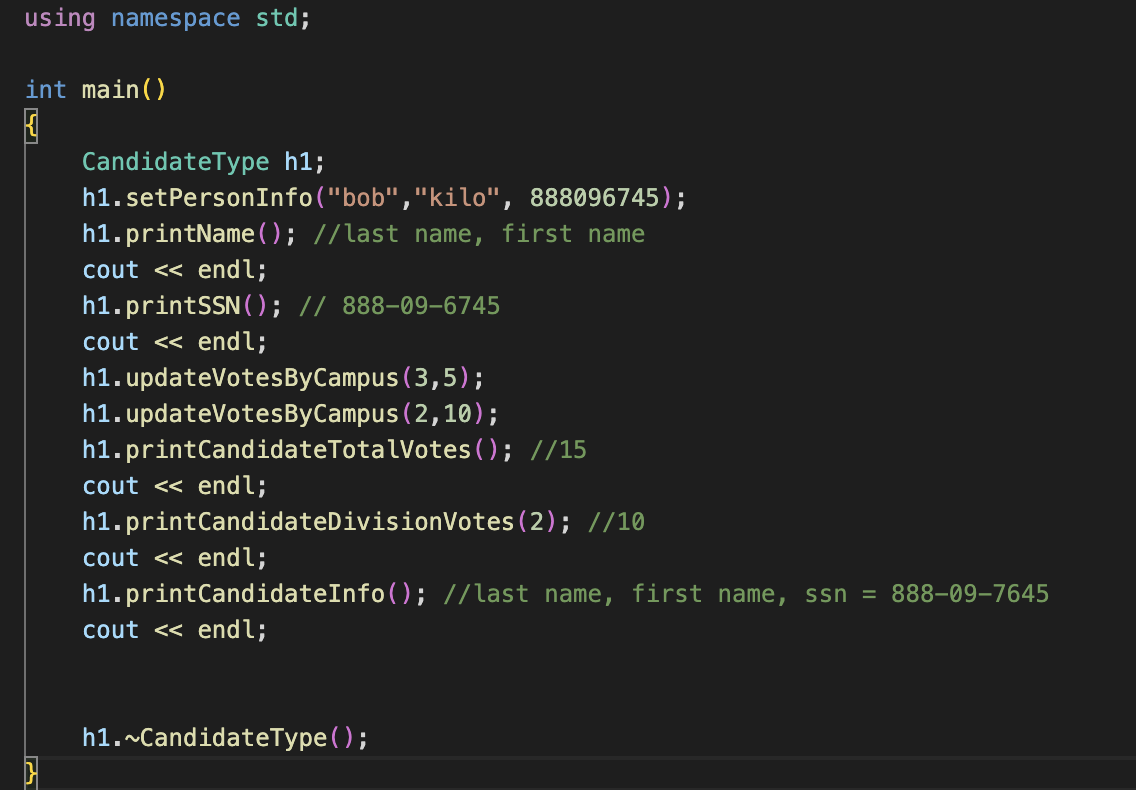 using namespace std;
int main()
{
CandidateType h1;
h1.setPersonInfo("bob","kilo", 888096745);
h1.printName(); //last name, first name
cout << endl;
h1.printSSN(); // 888-09-6745
cout << endl;
h1.updateVotesByCampus(3,5);
h1.updateVotesByCampus(2,10);
h1.printCandidateTotalVotes(); //15
cout << endl;
h1.printCandidateDivisionVotes(2); //10
cout << endl;
h1.printCandidateInfo(); //last name, first name, ssn = 888-09-7645
cout << endl;
h1.~CandidateType();
}